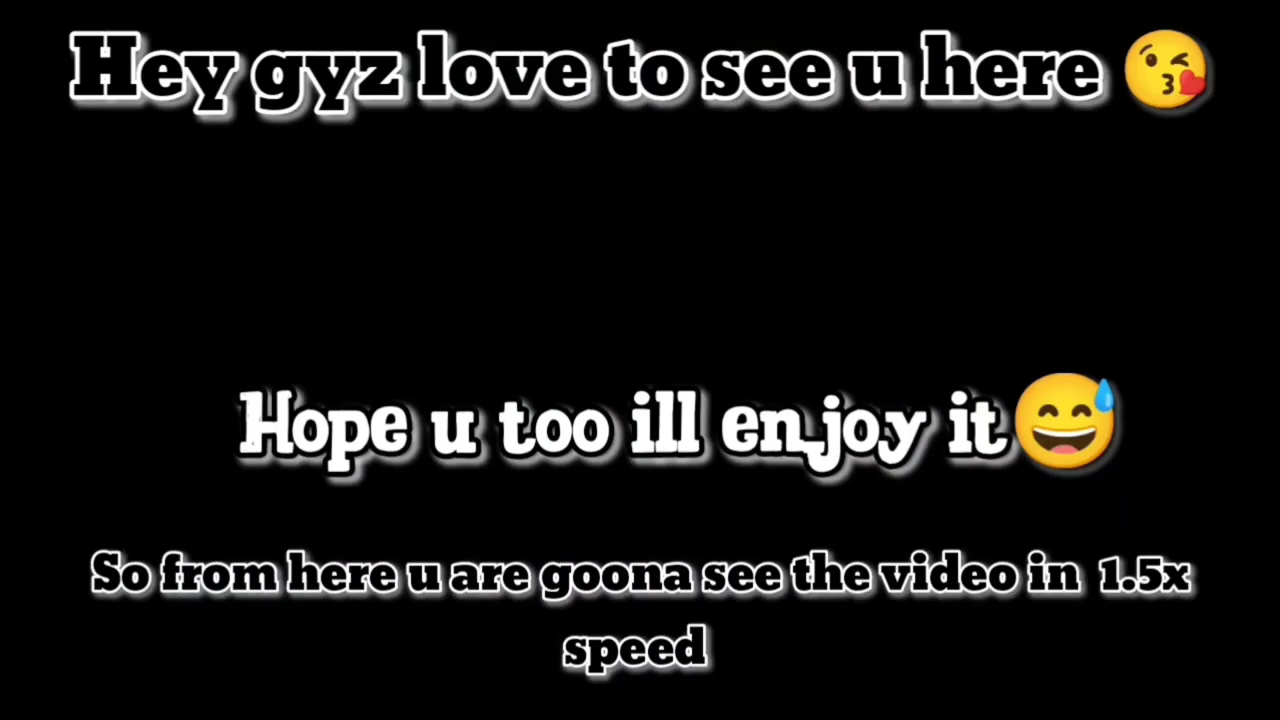 Hey gyz love to see u here 😘
Hope u too ill enjoy it😅
So from here u are goona see the video in 1.5x
speed